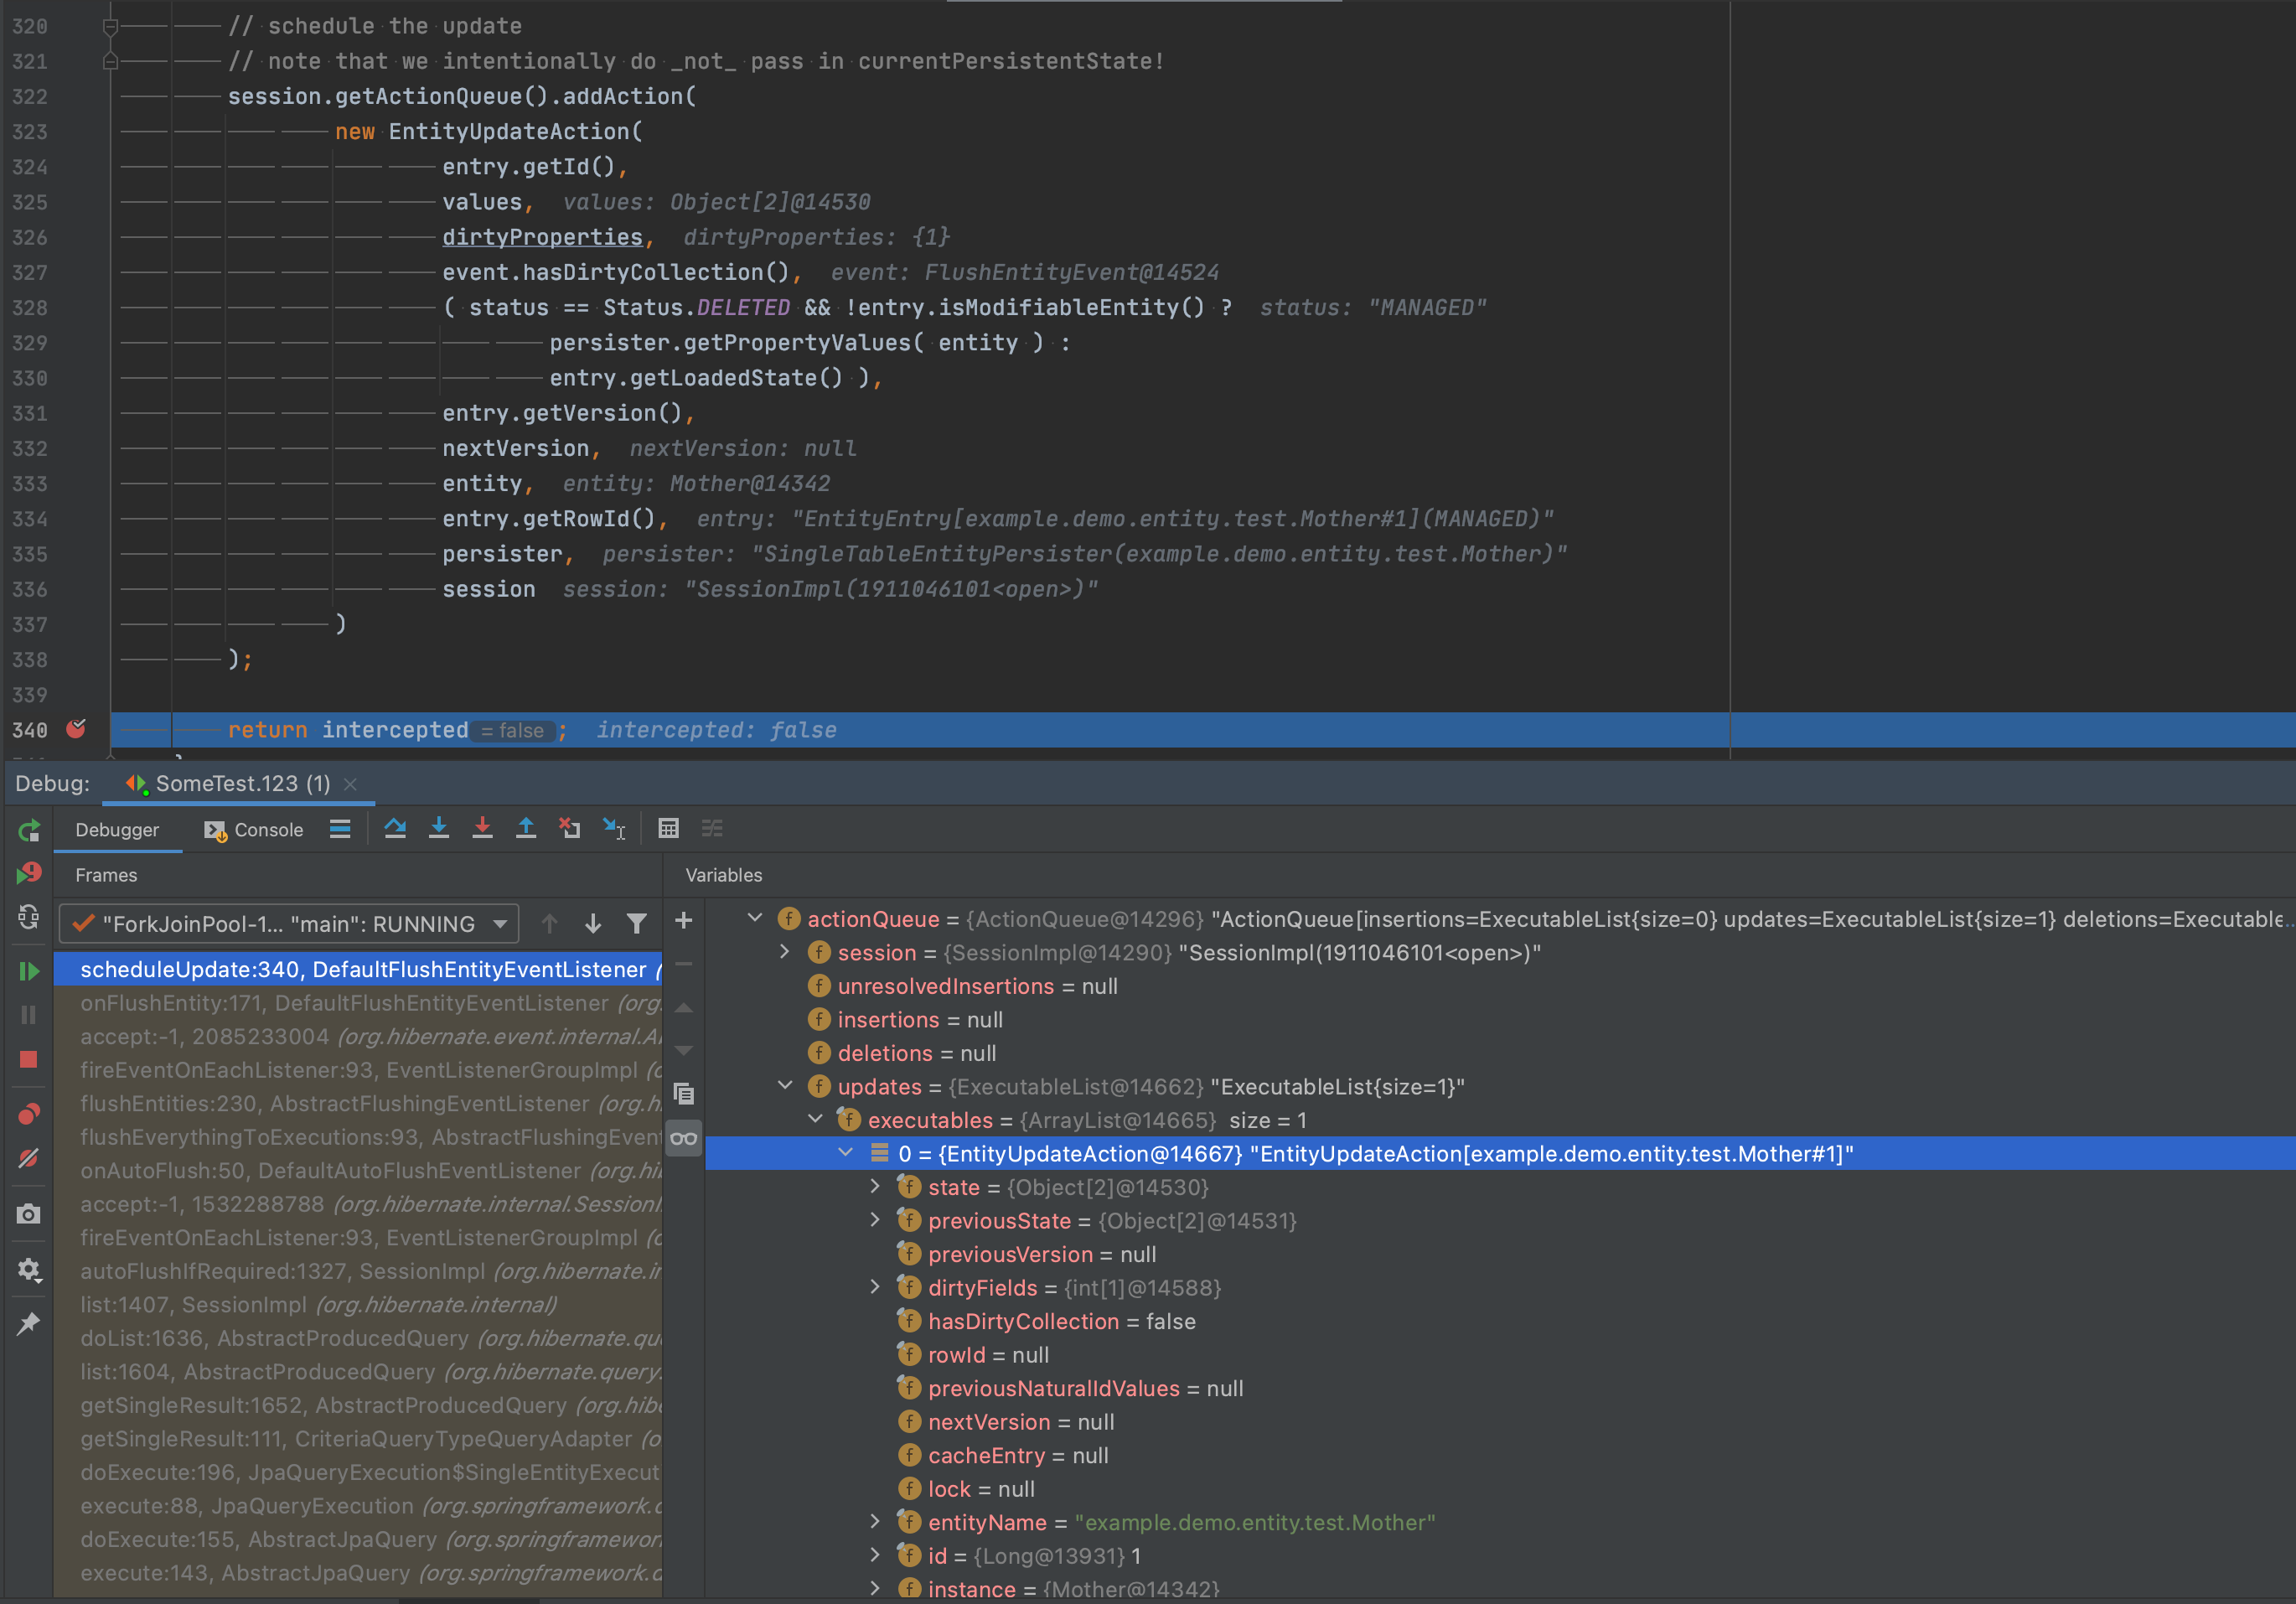 320 // schedule the update
321 // note that we intentionally do _not_ pass in currentPersistentState!
322 session.getActionQueue().addAction(
323 new EntityUpdateAction(
324 entry.getId(),
325 values, values: Object[2]@14530
326 dirtyProperties, dirtyProperties: {1}
327 event.hasDirtyCollection(), event: FlushEntityEvent@14524
328 ( status == Status.DELETED && !entry.isModifiableEntity() ? status: "MANAGED"
329 persister.getPropertyValues( entity ) :
330 entry.getLoadedState() ),
331 entry.getVersion(),
332 nextVersion, nextVersion: null
333 entity, entity: Mother@14342
334 entry.getRowId(), entry: "EntityEntry[example.demo.entity.test.Mother#1](MANAGED)"
335 persister, persister: "SingleTableEntityPersister(example.demo.entity.test.Mother)"
336 session session: "SessionImpl(1911046101<open>)"
337 )
338 );
339
340 return intercepted = false ; intercepted: false
Debug: SomeTest.123 (1)
Debugger Console
Frames
"ForkJoinPool-1... "main": RUNNING
scheduleUpdate:340, DefaultFlushEntityEventListener (
onFlushEntity:171, DefaultFlushEntityEventListener (org.
accept:-1, 2085233004 (org.hibernate.event.internal.A
fireEventOnEachListener:93, EventListenerGroupImpl (
flushEntities:230, AbstractFlushingEventListener (org.h
flushEverythingToExecutions:93, AbstractFlushingEvent
onAutoFlush:50, DefaultAutoFlushEventListener (org.hi
accept:-1, 1532288788 (org.hibernate.internal.SessionI
fireEventOnEachListener:93, EventListenerGroupImpl (
autoFlushIfRequired:1327, SessionImpl (org.hibernate.ir
list:1407, SessionImpl (org.hibernate.internal)
doList:1636, AbstractProducedQuery (org.hibernate.qu
list:1604, AbstractProducedQuery (org.hibernate.query.
getSingleResult:1652, AbstractProducedQuery (org.hib
getSingleResult:111, CriteriaQueryTypeQueryAdapter (o
doExecute:196, JpaQueryExecution$SingleEntityExecut
execute:88, JpaQueryExecution (org.springframework.c
doExecute:155, AbstractJpaQuery (org.springframewor
execute:143, AbstractJpaQuery (org.springframework.c
Variables
actionQueue = {ActionQueue@14296} "ActionQueue[insertions=ExecutableList{size=0} updates=ExecutableList{size=1} deletions=Executable...
session = {SessionImpl@14290} "SessionImpl(1911046101<open>)"
unresolvedInsertions = null
insertions = null
deletions = null
updates = {ExecutableList@14662} "ExecutableList{size=1}"
executables = {ArrayList@14665} size = 1
0 = {EntityUpdateAction@14667} "EntityUpdateAction[example.demo.entity.test.Mother#1]"
state = {Object[2]@14530}
previousState = {Object[2]@14531}
previousVersion = null
dirtyFields = {int[1]@14588}
hasDirtyCollection = false
rowId = null
previousNaturalIdValues = null
nextVersion = null
cacheEntry = null
lock = null
entityName = "example.demo.entity.test.Mother"
id = {Long@13931} 1
instance = {Mother@14342}